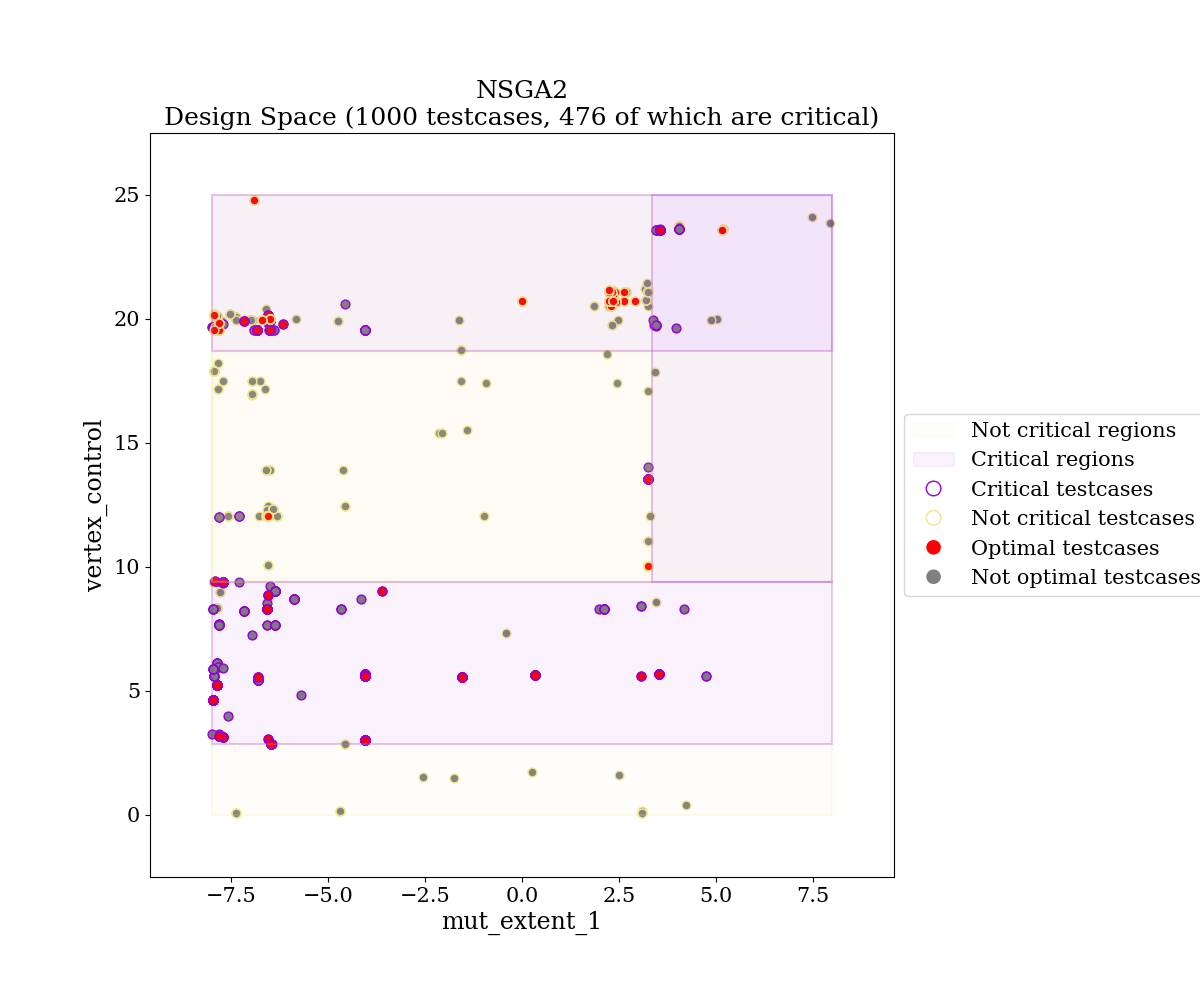 NSGA2
Design Space (1000 testcases, 476 of which are critical)
25
20
15
10
5
0
vertex_control
−7.5 −5.0 −2.5 0.0 2.5 5.0 7.5
mut_extent_1
Not critical regions
Critical regions
Critical testcases
Not critical testcases
Optimal testcases
Not optimal testcases